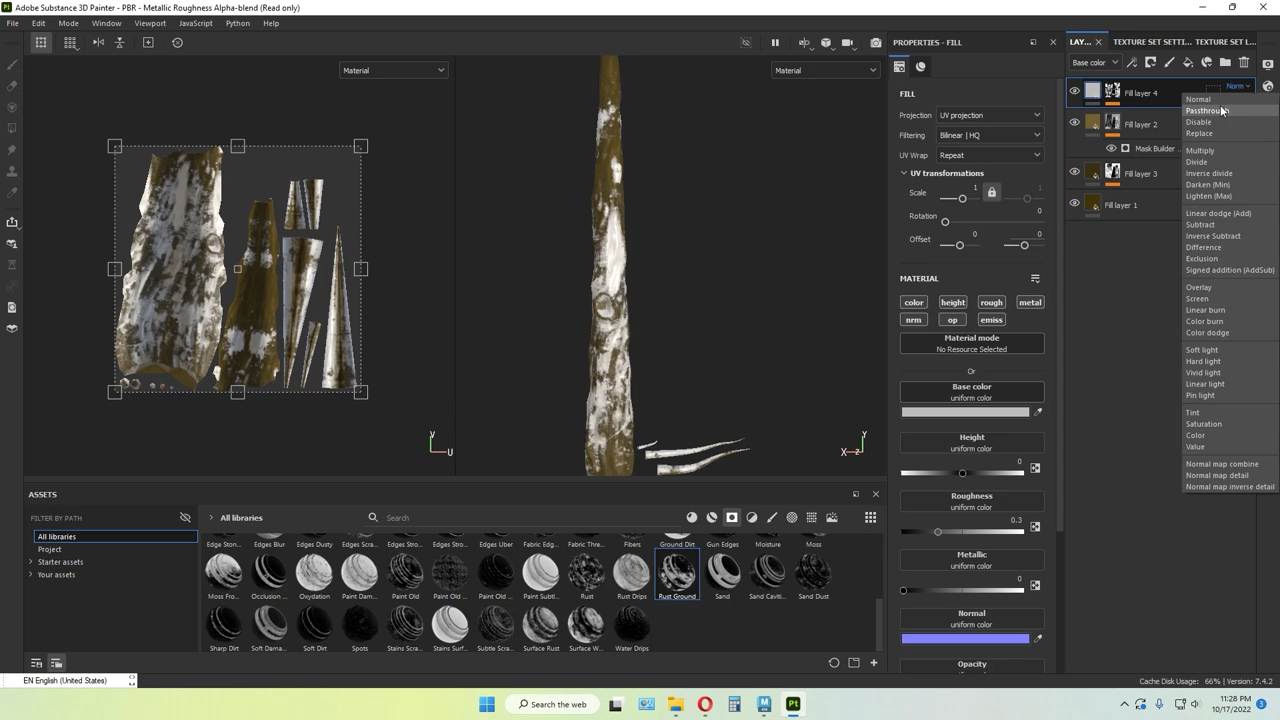 Adobe Substance 3D Painter - PBR - Metallic Roughness Alpha-blend (Read only)
File Edit Mode Window Viewport JavaScript Python Help
Material
Material
V
U
Y
X
Z
PROPERTIES - FILL
FILL
Projection UV projection
Filtering Bilinear | HQ
UV Wrap Repeat
UV transformations
Scale 1 1
Rotation 0
Offset 0 0
MATERIAL
color height rough metal
nrm op emiss
Material mode
No Resource Selected
Or
Base color
uniform color
Height
uniform color
0
Roughness
uniform color
0.3
Metallic
uniform color
0
Normal
uniform color
Opacity
LAY... TEXTURE SET SETTI... TEXTURE SET L...
Base color
Fill layer 4 Norm
Fill layer 2
Mask Builder ...
Fill layer 3
Fill layer 1
Normal
Passthrough
Disable
Replace
Multiply
Divide
Inverse divide
Darken (Min)
Lighten (Max)
Linear dodge (Add)
Subtract
Inverse Subtract
Difference
Exclusion
Signed addition (AddSub)
Overlay
Screen
Linear burn
Color burn
Color dodge
Soft light
Hard light
Vivid light
Linear light
Pin light
Tint
Saturation
Color
Value
Normal map combine
Normal map detail
Normal map inverse detail
ASSETS
FILTER BY PATH
All libraries
Project
Starter assets
Your assets
All libraries Search
Edge Ston... Edges Blur Edges Dusty Edges Scra... Edges Stro... Edges Uber Fabric Edg... Fabric Thre... Fibers Ground Dirt Gun Edges Moisture Moss
Moss Fro... Occlusion ... Oxydation Paint Dam... Paint Old Paint Old ... Paint Subtl... Rust Rust Drips Rust Ground Sand Sand Caviti... Sand Dust
Sharp Dirt Soft Dama... Soft Dirt Spots Stains Scra... Stains Surf... Subtle Scra... Surface Rust Surface W... Water Drips
EN English (United States)
Cache Disk Usage: 66% | Version: 7.4.2
Search the web
11:28 PM
10/17/2022
3